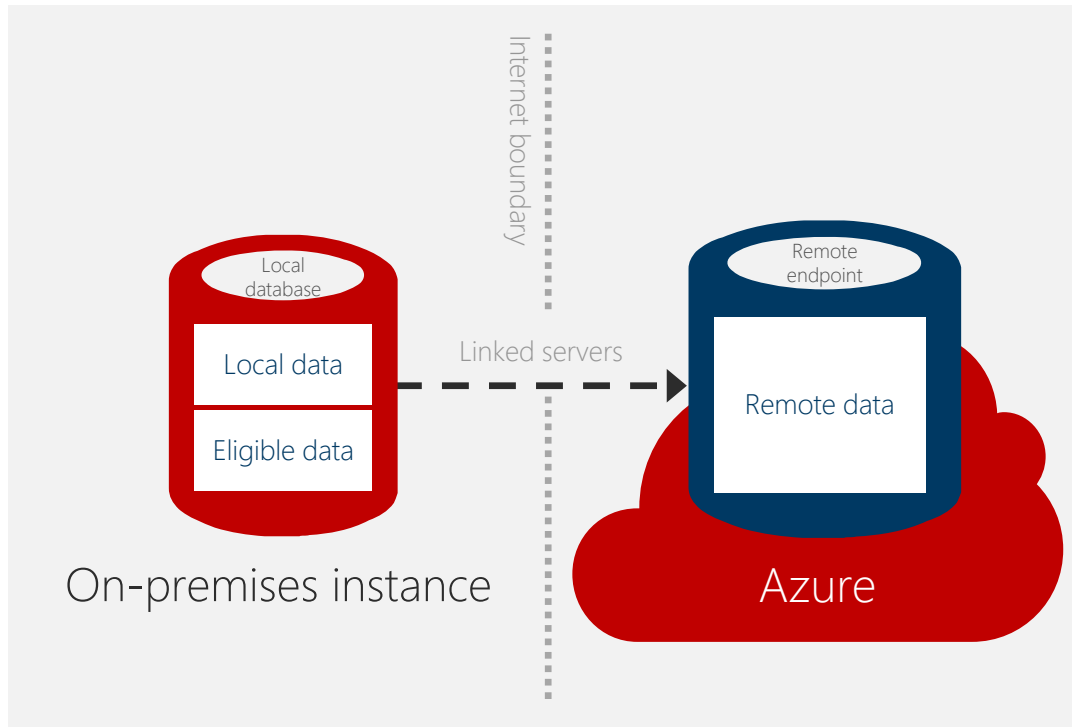 Internet boundary
Local
database
Local data
Eligible data
On-premises instance
Linked servers
Remote
endpoint
Remote data
Azure